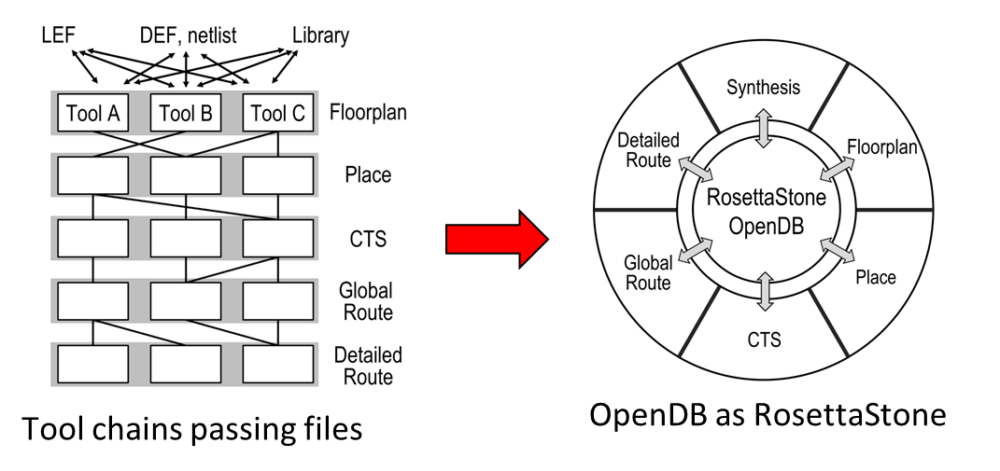 LEF
DEF, netlist
Library
Tool A
Tool B
Tool C
Floorplan
Place
CTS
Global
Route
Detailed
Route
Tool chains passing files
Synthesis
Detailed
Route
Floorplan
RosettaStone
OpenDB
Global
Route
Place
CTS
OpenDB as RosettaStone